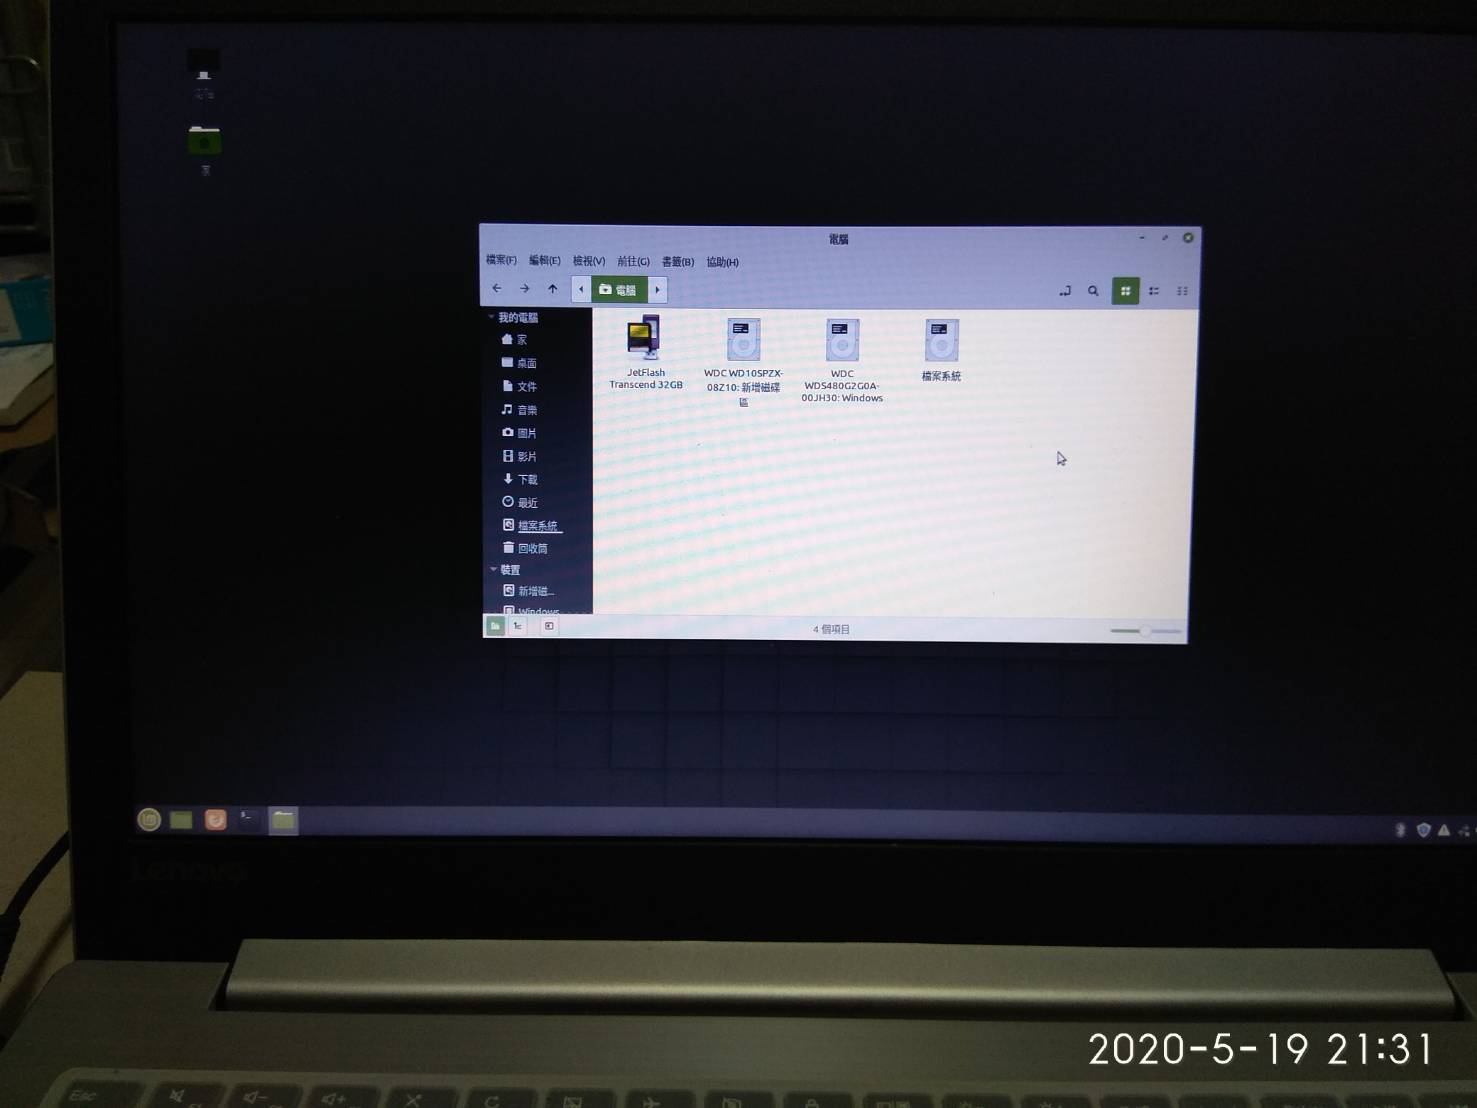 家
電腦
檔案(F) 編輯(E) 檢視(V) 前往(G) 書籤(B) 協助(H)
電腦
我的電腦
家
桌面
文件
音樂
圖片
影片
下載
最近
檔案系統
回收筒
裝置
新增磁...
Windows
JetFlash
Transcend 32GB
WDC WD10SPZX-
08Z10: 新增磁碟
區
WDC
WDS480G2G0A-
00JH30: Windows
檔案系統
4 個項目
Lenovo
2020-5-19 21:31
Esc